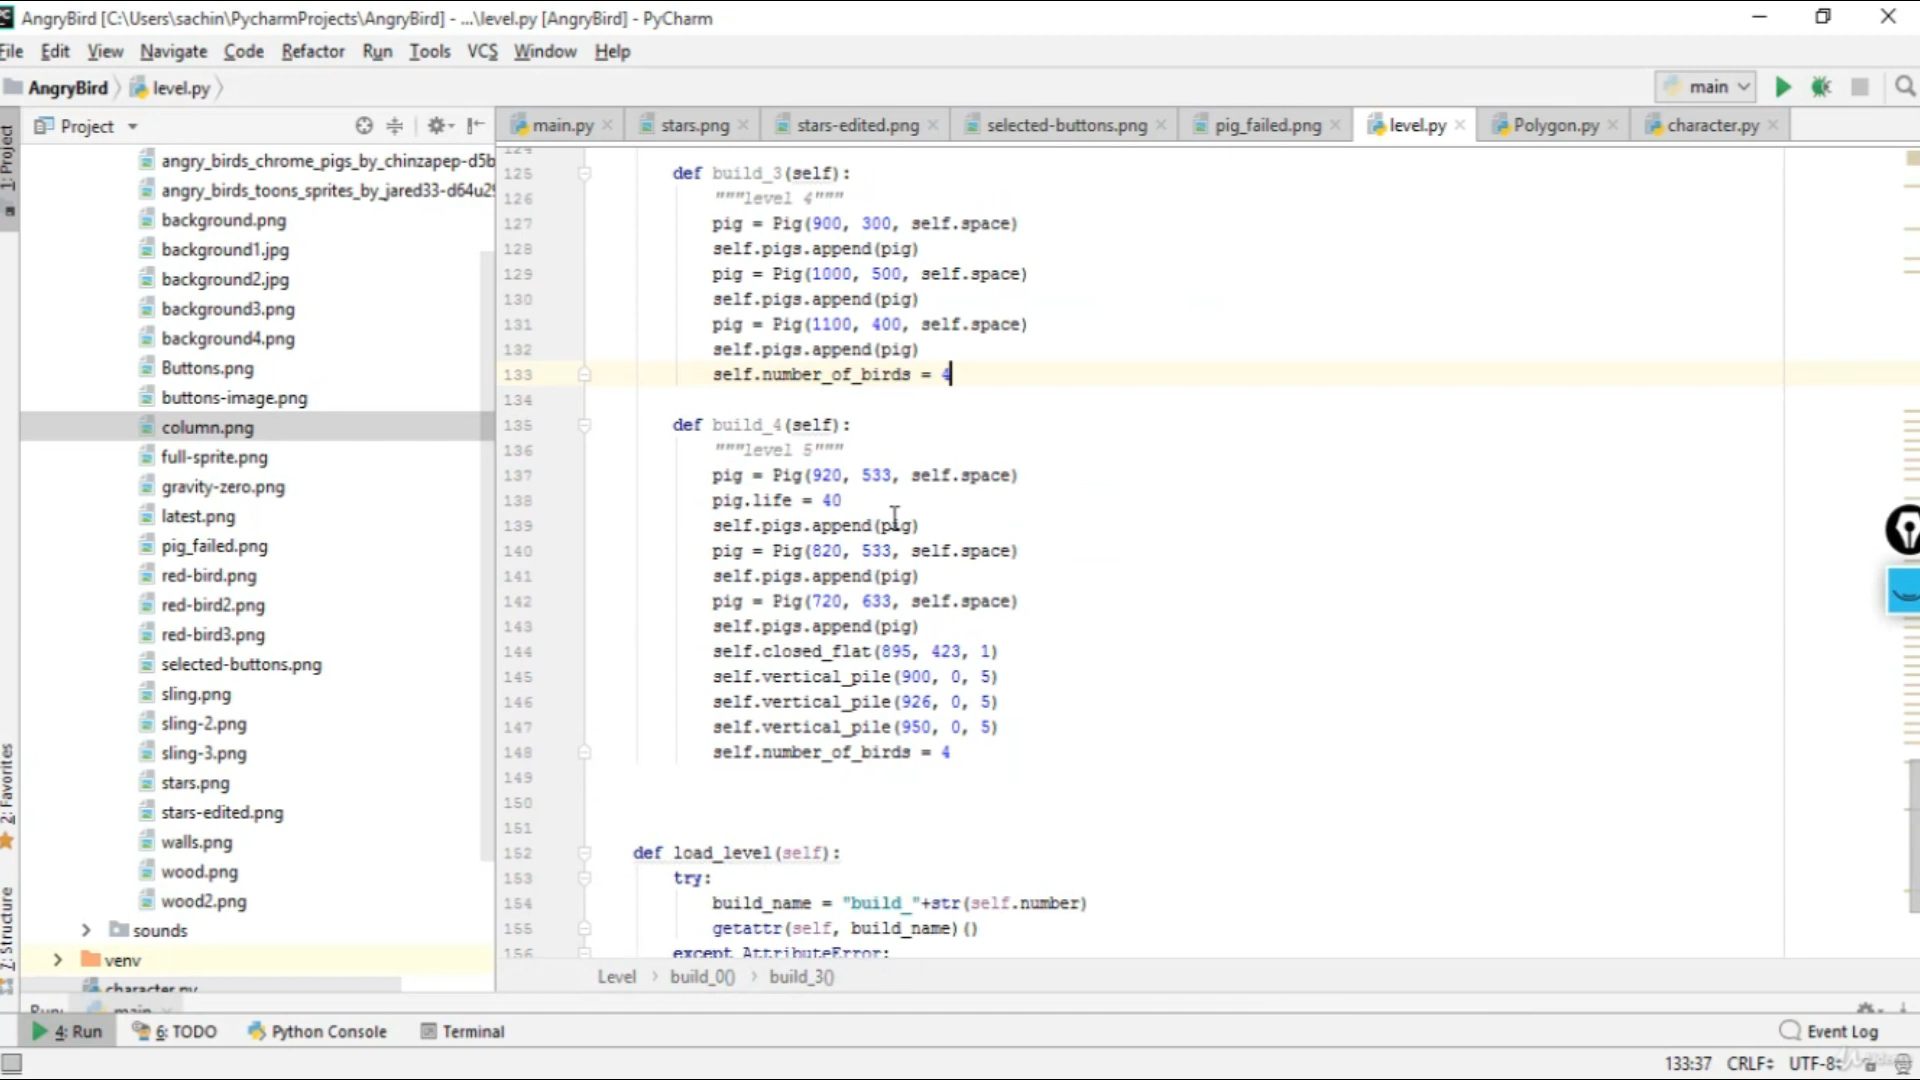 AngryBird [C:\Users\sachin\PycharmProjects\AngryBird] - ...\level.py [AngryBird] - PyCharm
File Edit View Navigate Code Refactor Run Tools VCS Window Help
AngryBird level.py main
Project
main.py stars.png stars-edited.png selected-buttons.png pig_failed.png level.py Polygon.py character.py
1: Project
2: Favorites
7: Structure
angry_birds_chrome_pigs_by_chinzapep-d5b
angry_birds_toons_sprites_by_jared33-d64u2
background.png
background1.jpg
background2.jpg
background3.png
background4.png
Buttons.png
buttons-image.png
column.png
full-sprite.png
gravity-zero.png
latest.png
pig_failed.png
red-bird.png
red-bird2.png
red-bird3.png
selected-buttons.png
sling.png
sling-2.png
sling-3.png
stars.png
stars-edited.png
walls.png
wood.png
wood2.png
sounds
venv
character.py
124
125 def build_3(self):
126 """level 4"""
127 pig = Pig(900, 300, self.space)
128 self.pigs.append(pig)
129 pig = Pig(1000, 500, self.space)
130 self.pigs.append(pig)
131 pig = Pig(1100, 400, self.space)
132 self.pigs.append(pig)
133 self.number_of_birds = 4
134
135 def build_4(self):
136 """level 5"""
137 pig = Pig(920, 533, self.space)
138 pig.life = 40
139 self.pigs.append(pig)
140 pig = Pig(820, 533, self.space)
141 self.pigs.append(pig)
142 pig = Pig(720, 633, self.space)
143 self.pigs.append(pig)
144 self.closed_flat(895, 423, 1)
145 self.vertical_pile(900, 0, 5)
146 self.vertical_pile(926, 0, 5)
147 self.vertical_pile(950, 0, 5)
148 self.number_of_birds = 4
149
150
151
152 def load_level(self):
153 try:
154 build_name = "build_"+str(self.number)
155 getattr(self, build_name)()
156 except AttributeError:
Level build_0() build_3()
Run: main
4: Run 6: TODO Python Console Terminal Event Log
133:37 CRLF UTF-8